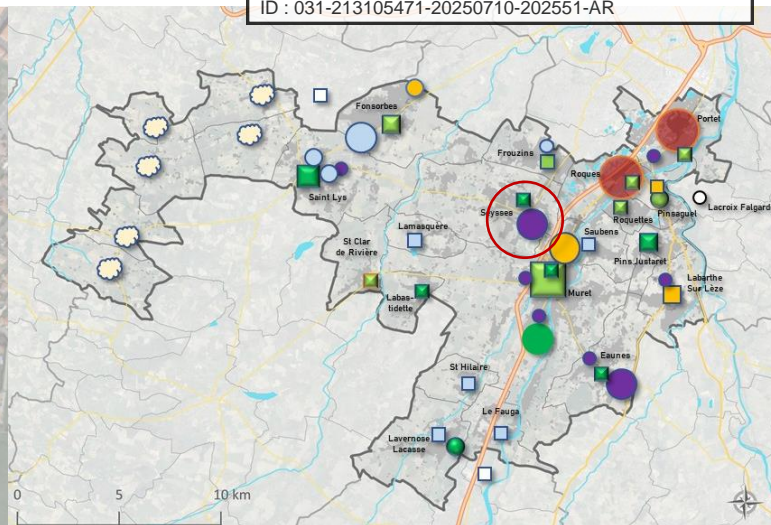 ID : 031-213105471-20250710-202551-AR
Fonsorbes
Portet
Frouzins
Roques
Saint Lys
Lacroix Falgarde
Seysses
Roquettes
Pinsaguel
Lamasquère
Saubens
St Clar
de Rivière
Pins Justaret
Labarthe
Sur Lèze
Labas-
tidette
Muret
Eaunes
St Hilaire
Le Fauga
Lavernose
Lacasse
0 5 10 km